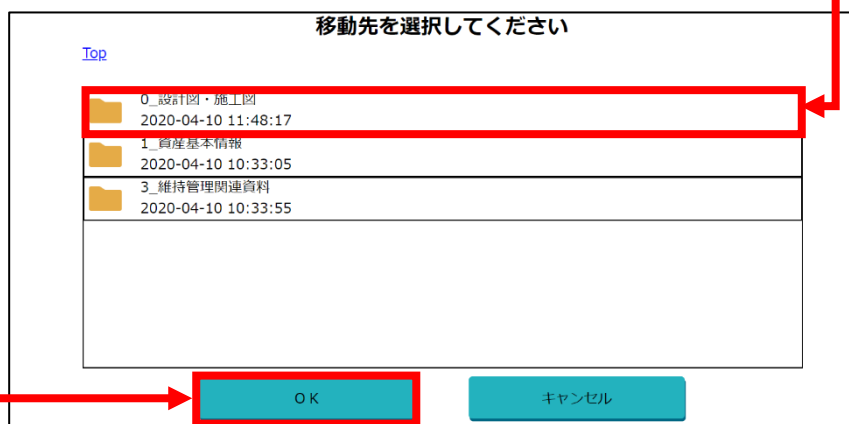 移動先を選択してください
Top
0_設計図・施工図
2020-04-10 11:48:17
1_資産基本情報
2020-04-10 10:33:05
3_維持管理関連資料
2020-04-10 10:33:55
ＯＫ
キャンセル